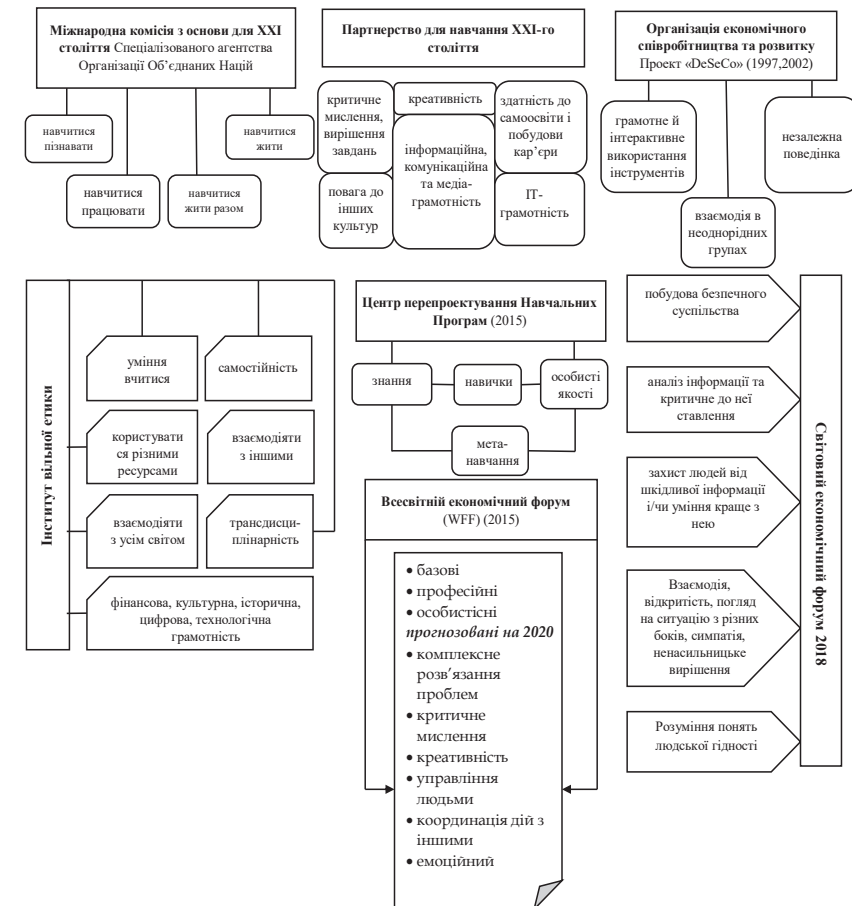 Міжнародна комісія з основи для XXI
століття Спеціалізованого агентства
Організації Об’єднаних Націй
навчитися
пізнавати
навчитися
жити
навчитися
працювати
навчитися
жити разом
Партнерство для навчання XXI-го
століття
критичне
мислення,
вирішення
завдань
креативність
здатність до
самоосвіти і
побудови
кар’єри
інформаційна,
комунікаційна
та медіа-
грамотність
повага до
інших
культур
ІТ-
грамотність
Організація економічного
співробітництва та розвитку
Проект «DeSeCo» (1997,2002)
грамотне й
інтерактивне
використання
інструментів
незалежна
поведінка
взаємодія в
неоднорідних
групах
Інститут вільної етики
уміння
вчитися
самостійність
користувати
ся різними
ресурсами
взаємодіяти
з іншими
взаємодіяти
з усім світом
трансдисци-
плінарність
фінансова, культурна, історична,
цифрова, технологічна
грамотність
Центр перепроектування Навчальних
Програм (2015)
знання
навички
особисті
якості
мета-
навчання
Всесвітній економічний форум
(WFF) (2015)
• базові
• професійні
• особистісні
прогнозовані на 2020
• комплексне
розв’язання
проблем
• критичне
мислення
• креативність
• управління
людьми
• координація дій з
іншими
• емоційний
побудова безпечного
суспільства
аналіз інформації та
критичне до неї
ставлення
захист людей від
шкідливої інформації
і/чи уміння краще з
нею
Взаємодія,
відкритість, погляд
на ситуацію з різних
боків, симпатія,
ненасильницьке
вирішення
Розуміння понять
людської гідності
Світовий економічний форум 2018